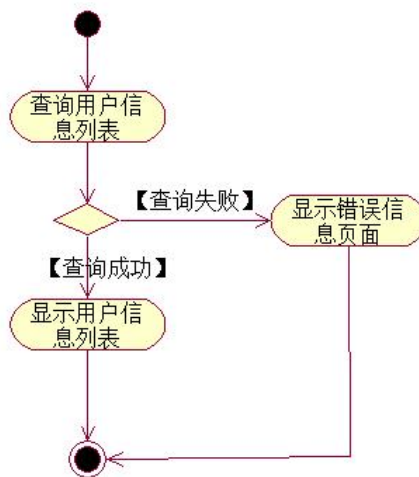 查询用户信
息列表
【查询失败】
显示错误信
息页面
【查询成功】
显示用户信
息列表